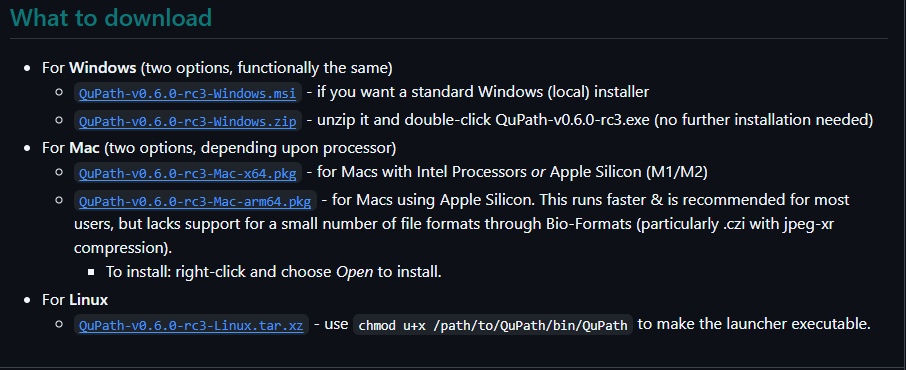 What to download
For Windows (two options, functionally the same)
QuPath-v0.6.0-rc3-Windows.msi - if you want a standard Windows (local) installer
QuPath-v0.6.0-rc3-Windows.zip - unzip it and double-click QuPath-v0.6.0-rc3.exe (no further installation needed)
For Mac (two options, depending upon processor)
QuPath-v0.6.0-rc3-Mac-x64.pkg - for Macs with Intel Processors or Apple Silicon (M1/M2)
QuPath-v0.6.0-rc3-Mac-arm64.pkg - for Macs using Apple Silicon. This runs faster & is recommended for most
users, but lacks support for a small number of file formats through Bio-Formats (particularly .czi with jpeg-xr
compression).
To install: right-click and choose Open to install.
For Linux
QuPath-v0.6.0-rc3-Linux.tar.xz - use chmod u+x /path/to/QuPath/bin/QuPath to make the launcher executable.